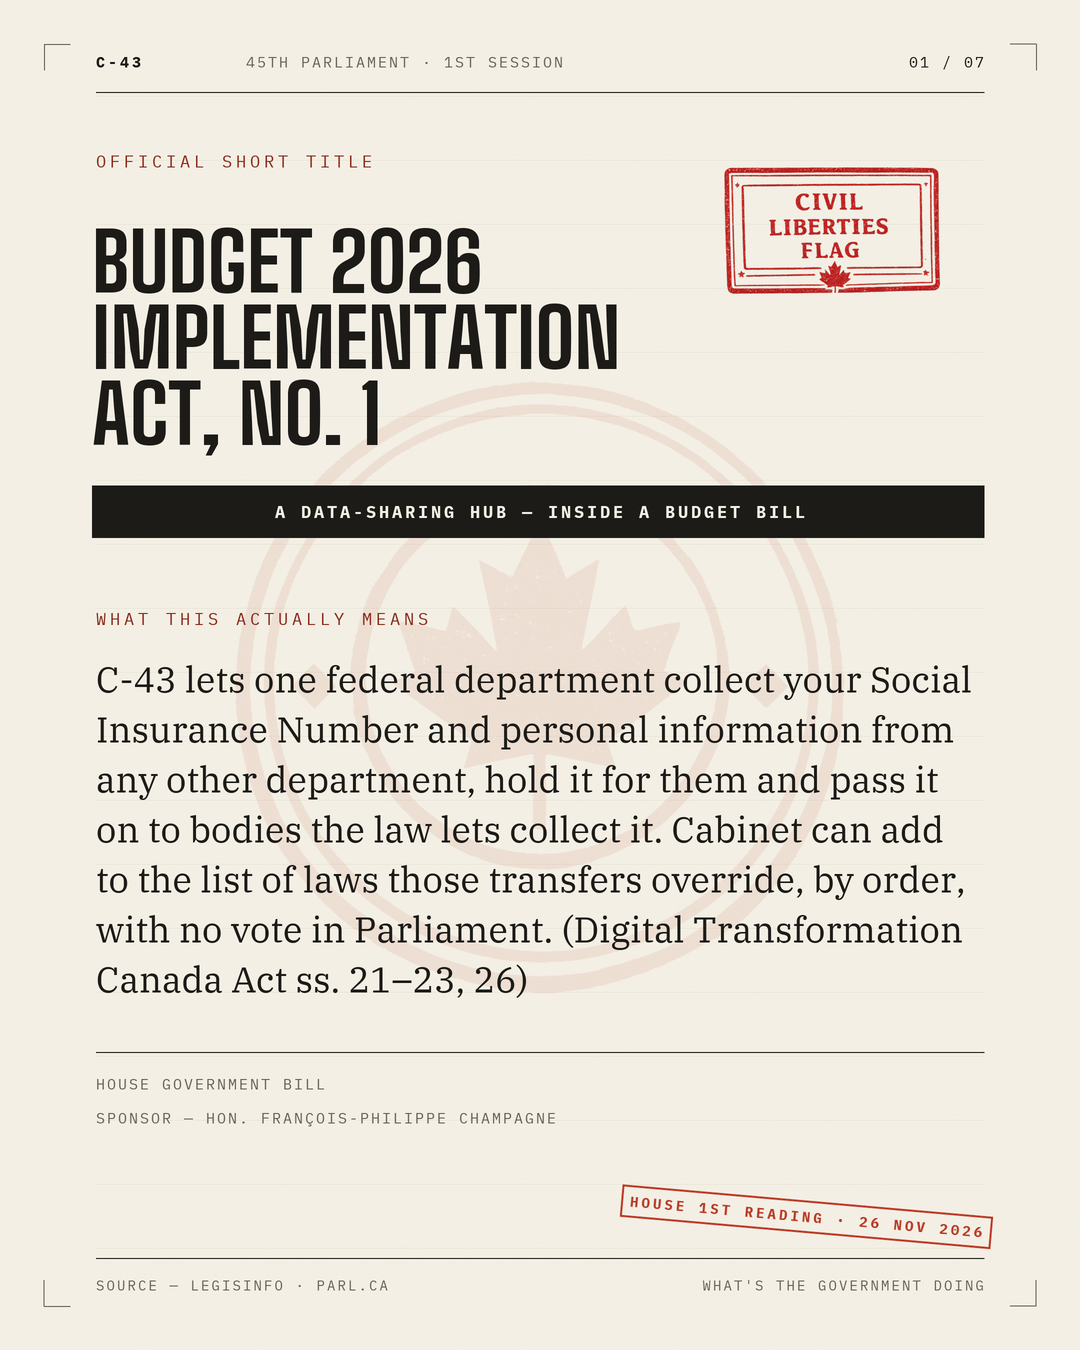 C-43 45TH PARLIAMENT · 1ST SESSION 01 / 07
OFFICIAL SHORT TITLE
CIVIL
LIBERTIES
FLAG
BUDGET 2026
IMPLEMENTATION
ACT, NO. 1
A DATA-SHARING HUB — INSIDE A BUDGET BILL
WHAT THIS ACTUALLY MEANS
C-43 lets one federal department collect your Social
Insurance Number and personal information from
any other department, hold it for them and pass it
on to bodies the law lets collect it. Cabinet can add
to the list of laws those transfers override, by order,
with no vote in Parliament. (Digital Transformation
Canada Act ss. 21–23, 26)
HOUSE GOVERNMENT BILL
SPONSOR — HON. FRANÇOIS-PHILIPPE CHAMPAGNE
HOUSE 1ST READING · 26 NOV 2026
SOURCE — LEGISINFO · PARL.CA WHAT'S THE GOVERNMENT DOING